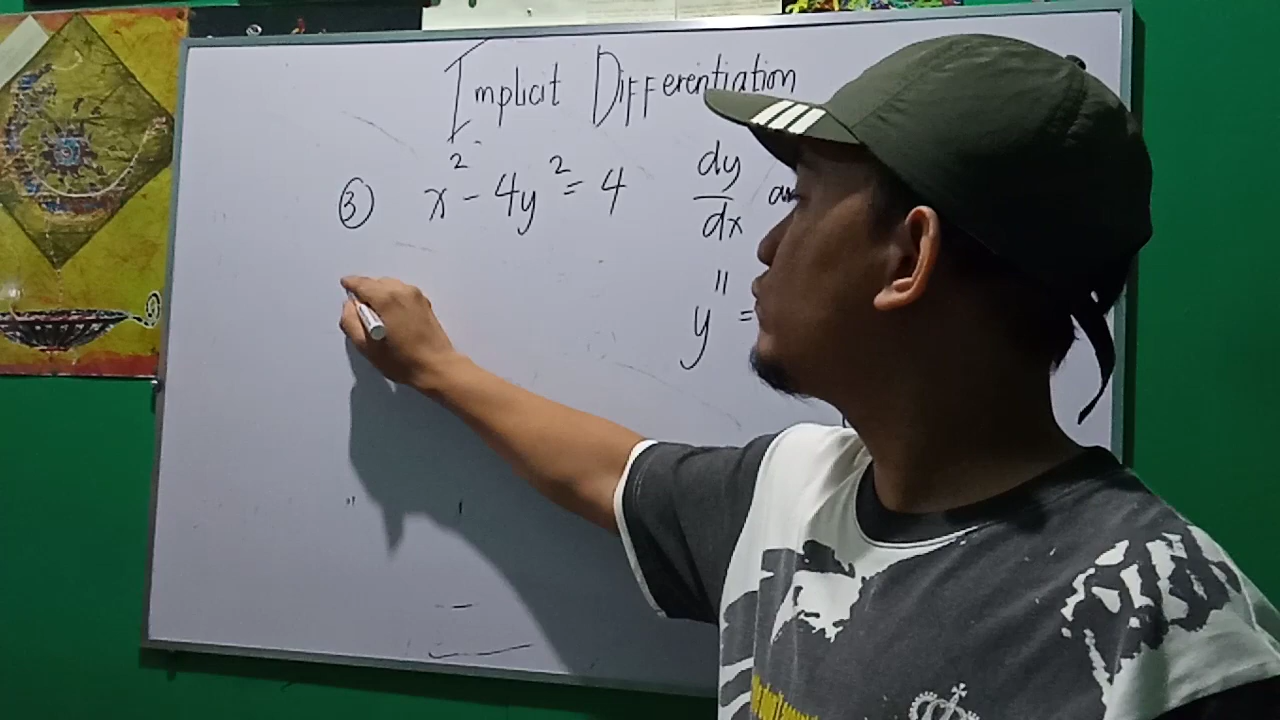 Implicit Differentiation
③ x² - 4y² = 4 dy/dx
y'' =